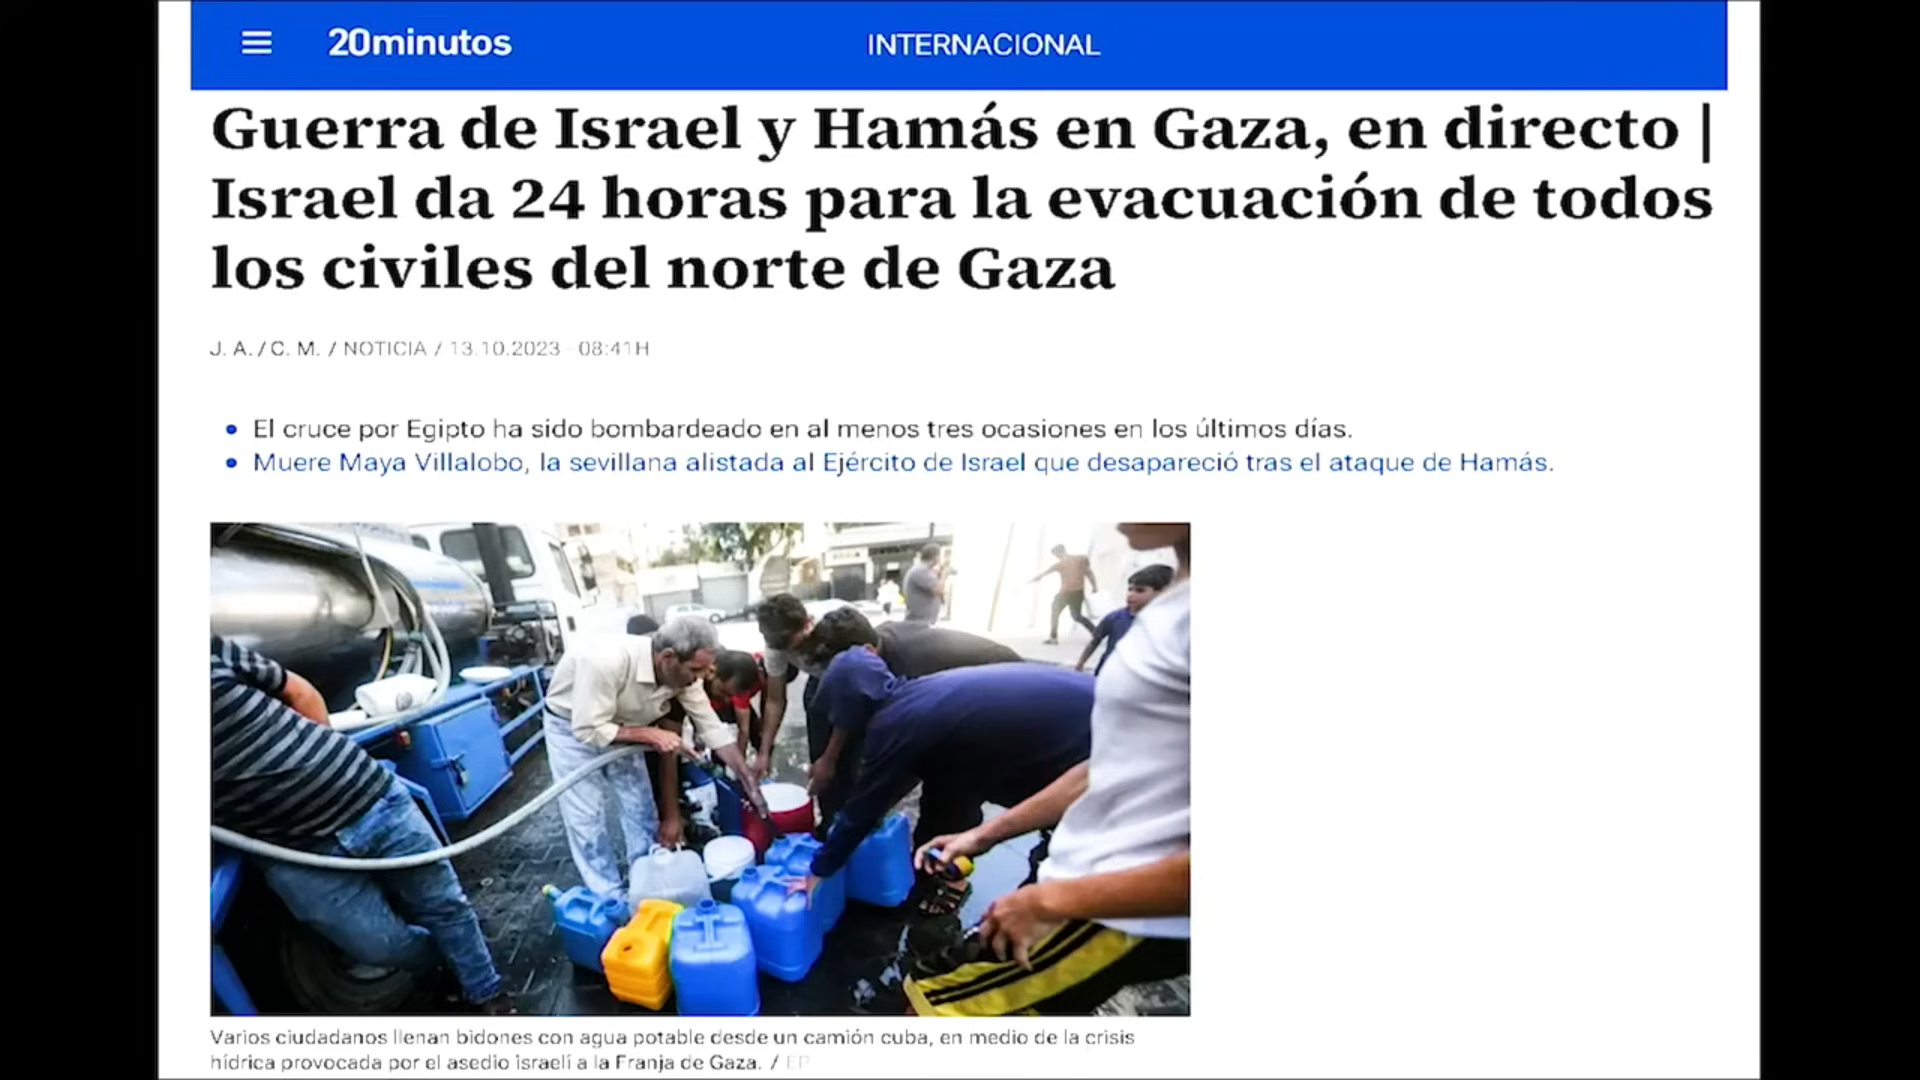 20minutos
INTERNACIONAL
Guerra de Israel y Hamás en Gaza, en directo |
Israel da 24 horas para la evacuación de todos
los civiles del norte de Gaza
J. A. / C. M. / NOTICIA / 13.10.2023 - 08:41H
El cruce por Egipto ha sido bombardeado en al menos tres ocasiones en los últimos días.
Muere Maya Villalobo, la sevillana alistada al Ejército de Israel que desapareció tras el ataque de Hamás.
Varios ciudadanos llenan bidones con agua potable desde un camión cuba, en medio de la crisis
hídrica provocada por el asedio israelí a la Franja de Gaza. / EP